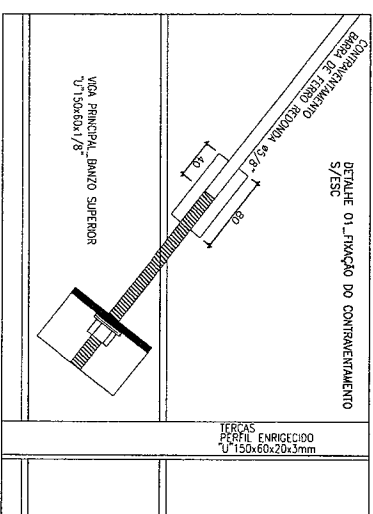 DETALHE 01_FIXAÇÃO DO CONTRAVENTAMENTO
S/ESC
CONTRAVENTAMENTO
BARRA DE FERRO REDONDA ø5/8"
40
80
VIGA PRINCIPAL_BANZO SUPERIOR
"U"150x60x1/8"
TERÇAS
PERFIL ENRIGECIDO
"U"150x60x20x3mm